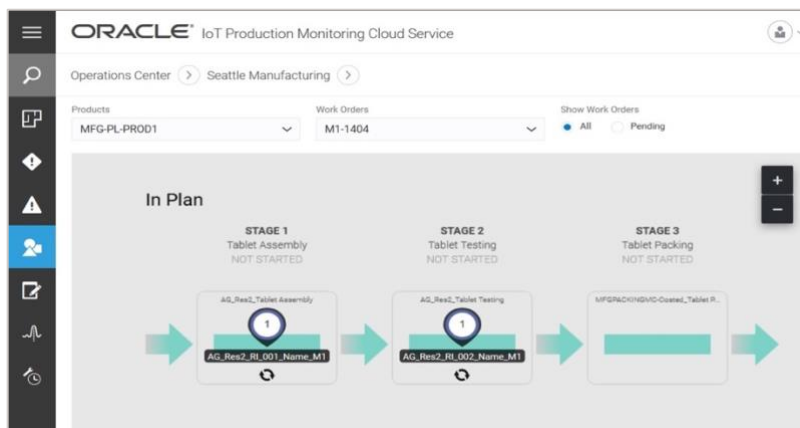 ORACLE® IoT Production Monitoring Cloud Service
Operations Center Seattle Manufacturing
Products Work Orders Show Work Orders
MFG-PL-PROD1 M1-1404 All Pending
+
−
In Plan
STAGE 1 STAGE 2 STAGE 3
Tablet Assembly Tablet Testing Tablet Packing
NOT STARTED NOT STARTED NOT STARTED
AG_Res2_Tablet Assembly AG_Res2_Tablet Testing MFGPACKINGMC-Coated_Tablet P...
1 1
AG_Res2_RI_001_Name_M1 AG_Res2_RI_002_Name_M1